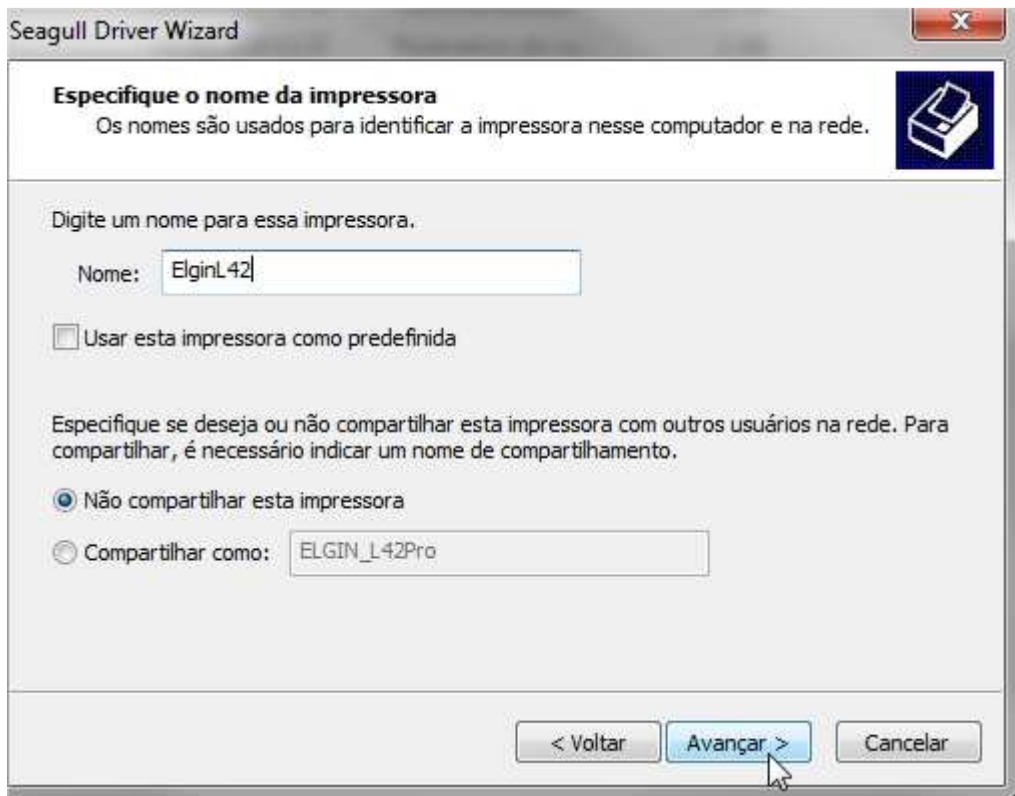 Seagull Driver Wizard
Especifique o nome da impressora
Os nomes são usados para identificar a impressora nesse computador e na rede.
Digite um nome para essa impressora.
Nome: ElginL42
Usar esta impressora como predefinida
Especifique se deseja ou não compartilhar esta impressora com outros usuários na rede. Para
compartilhar, é necessário indicar um nome de compartilhamento.
Não compartilhar esta impressora
Compartilhar como: ELGIN_L42Pro
< Voltar Avançar > Cancelar